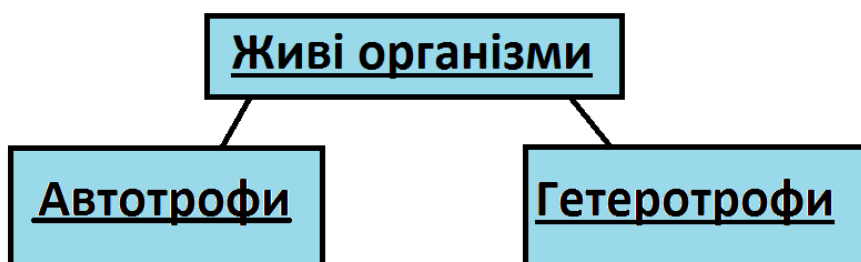 Живі організми
Автотрофи
Гетеротрофи